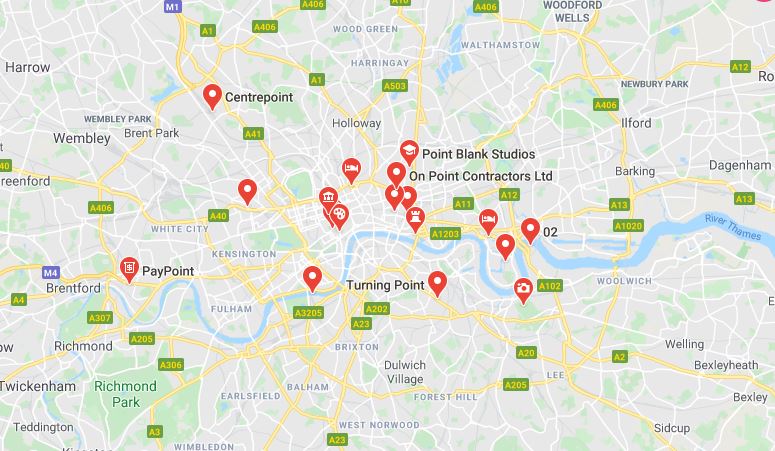 M1
A406
A10
WOODFORD
WELLS
A406
A1
A406
WOOD GREEN
WALTHAMSTOW
Harrow
HARRINGAY
A12
A1
A503
NEWBURY PARK
Centrepoint
A406
WEMBLEY PARK
Holloway
Ilford
Wembley
Brent Park
A41
Point Blank Studios
Dagenham
40
Barking
reenford
On Point Contractors Ltd
A12
A13
A406
A40
A11
A13
WHITE CITY
A1203
02
A1020
River Thames
KENSINGTON
M4
PayPoint
Turning Point
WOOLWICH
Brentford
A102
A4
FULHAM
A202
A307
A3205
A23
Richmond
A205
BRIXTON
Welling
ow
A20
A2
A306
Dulwich
Village
Bexleyheath
LEE
Twickenham
Richmond
Park
BALHAM
A205
EARLSFIELD
FOREST HILL
Bexley
Teddington
A3
WEST NORWOOD
Sidcup
A23
WIMBLEDON